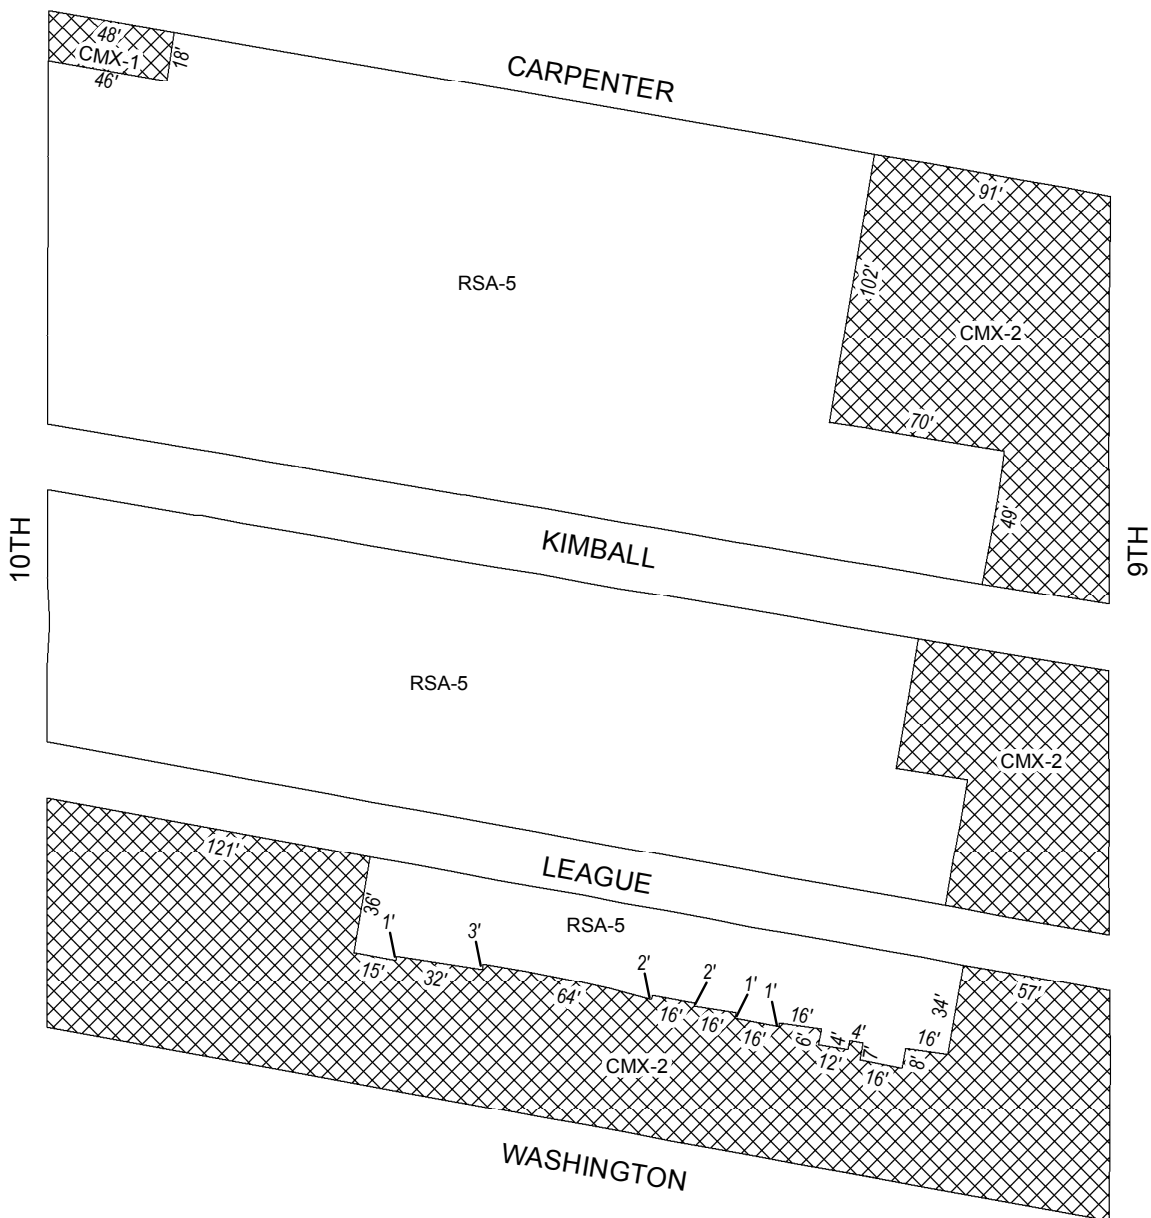 48'
CMX-1
18'
46'
CARPENTER
91'
RSA-5
102'
CMX-2
70'
49'
10TH
KIMBALL
9TH
RSA-5
CMX-2
121'
LEAGUE
36'
RSA-5
1'
3'
15'
32'
64'
2'
2'
1'
1'
16'
16'
16'
16'
6'
12'
4'
4'
7'
16'
8'
16'
34'
57'
CMX-2
WASHINGTON